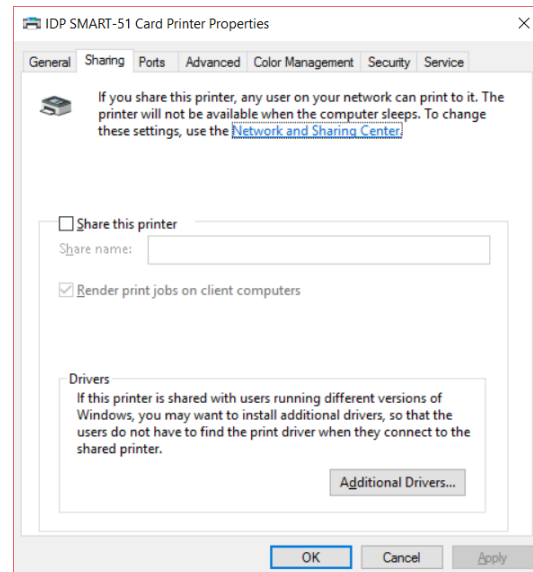 IDP SMART-51 Card Printer Properties
General Sharing Ports Advanced Color Management Security Service
If you share this printer, any user on your network can print to it. The
printer will not be available when the computer sleeps. To change
these settings, use the Network and Sharing Center.
Share this printer
Share name:
Render print jobs on client computers
Drivers
If this printer is shared with users running different versions of
Windows, you may want to install additional drivers, so that the
users do not have to find the print driver when they connect to the
shared printer.
Additional Drivers...
OK Cancel Apply